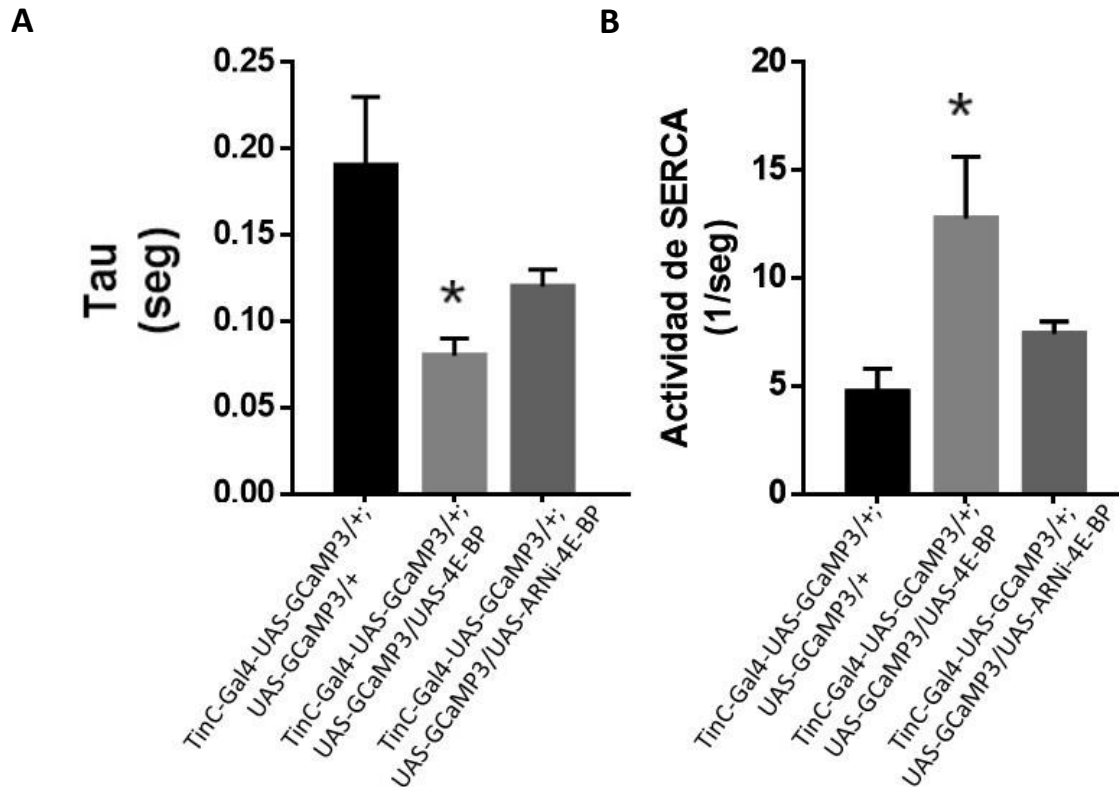 A
Tau
(seg)
0.25
0.20
0.15
0.10
0.05
0.00
*
TinC-Gal4-UAS-GCaMP3/+;
UAS-GCaMP3/+
TinC-Gal4-UAS-GCaMP3/+;
UAS-GCaMP3/UAS-4E-BP
TinC-Gal4-UAS-GCaMP3/+;
UAS-GCaMP3/UAS-ARNi-4E-BP
B
Actividad de SERCA
(1/seg)
20
15
10
5
0
*
TinC-Gal4-UAS-GCaMP3/+;
UAS-GCaMP3/+
TinC-Gal4-UAS-GCaMP3/+;
UAS-GCaMP3/UAS-4E-BP
TinC-Gal4-UAS-GCaMP3/+;
UAS-GCaMP3/UAS-ARNi-4E-BP